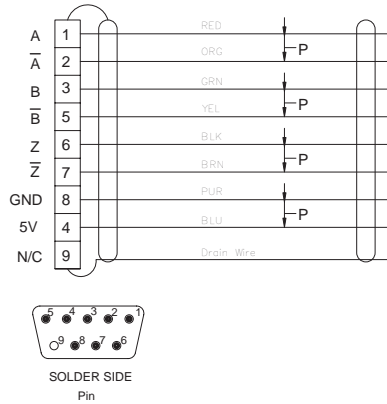 A 1 RED
A̅ 2 ORG P
B 3 GRN
B̅ 5 YEL P
Z 6 BLK
Z̅ 7 BRN P
GND 8 PUR
5V 4 BLU P
N/C 9 Drain Wire
5 4 3 2 1
9 8 7 6
SOLDER SIDE
Pin